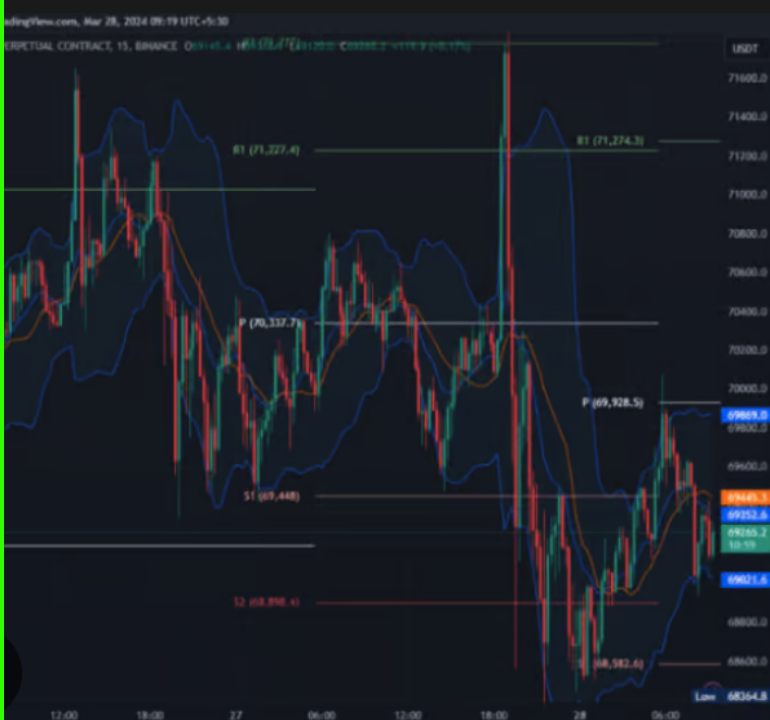 adingView.com, Mar 28, 2024 09:19 UTC+5:30
ERPETUAL CONTRACT, 15, BINANCE
USDT
71600.0
71400.0
R1 (71,274.3)
R1 (71,227.4)
71200.0
71000.0
70800.0
70600.0
70400.0
P (70,337.7)
70200.0
70000.0
P (69,928.5)
69869.0
69800.0
69600.0
S1 (69,448)
69445.3
69352.6
69265.2
10:59
69021.6
S2 (68,898.4)
68800.0
(68,582.6)
68600.0
Low 68364.8
12:00 18:00 27 06:00 12:00 18:00 28 06:00